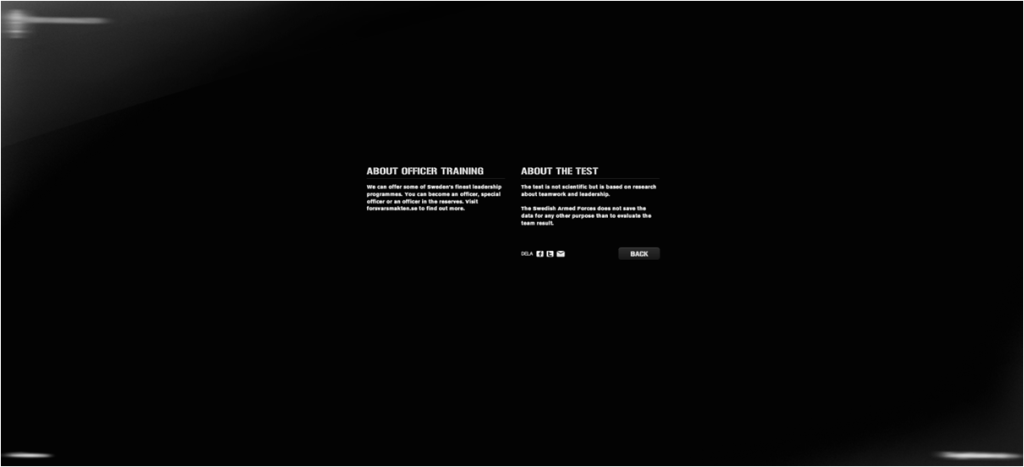 ABOUT OFFICER TRAINING
We can offer some of Sweden's finest leadership
programmes. You can become an officer, special
officer or an officer in the reserves. Visit
forsvarsmakten.se to find out more.
ABOUT THE TEST
The test is not scientific but is based on research
about teamwork and leadership.
The Swedish Armed Forces does not save the
data for any other purpose than to evaluate the
team result.
DELA
BACK